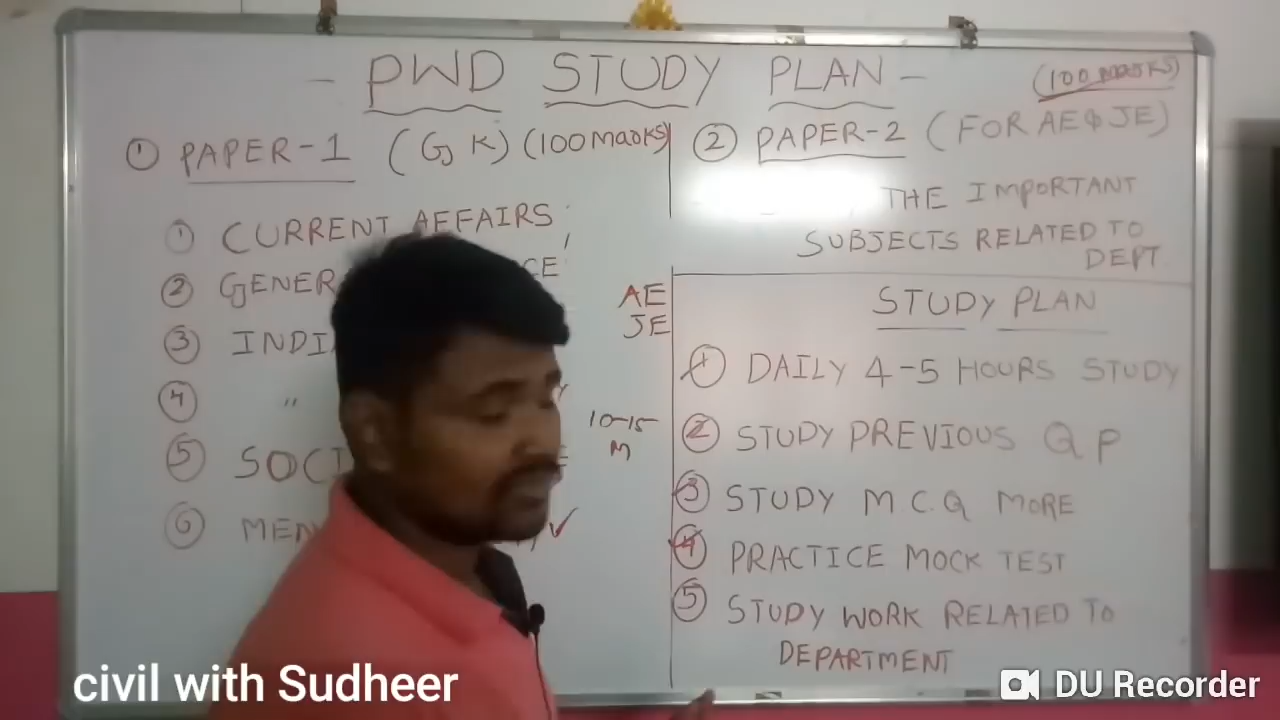 - PWD STUDY PLAN -
(100 MARKS)
① PAPER-1 (G K) (100 Marks)
① CURRENT AFFAIRS
② GENER CE
③ INDI
④ "
⑤ SOCI
⑥ MEN
AE
JE
10-15
M
② PAPER-2 (FOR AE & JE)
THE IMPORTANT
SUBJECTS RELATED TO
DEPT
STUDY PLAN
① DAILY 4-5 HOURS STUDY
② STUDY PREVIOUS Q P
③ STUDY M.C.Q MORE
④ PRACTICE MOCK TEST
⑤ STUDY WORK RELATED TO
DEPARTMENT
civil with Sudheer
DU Recorder